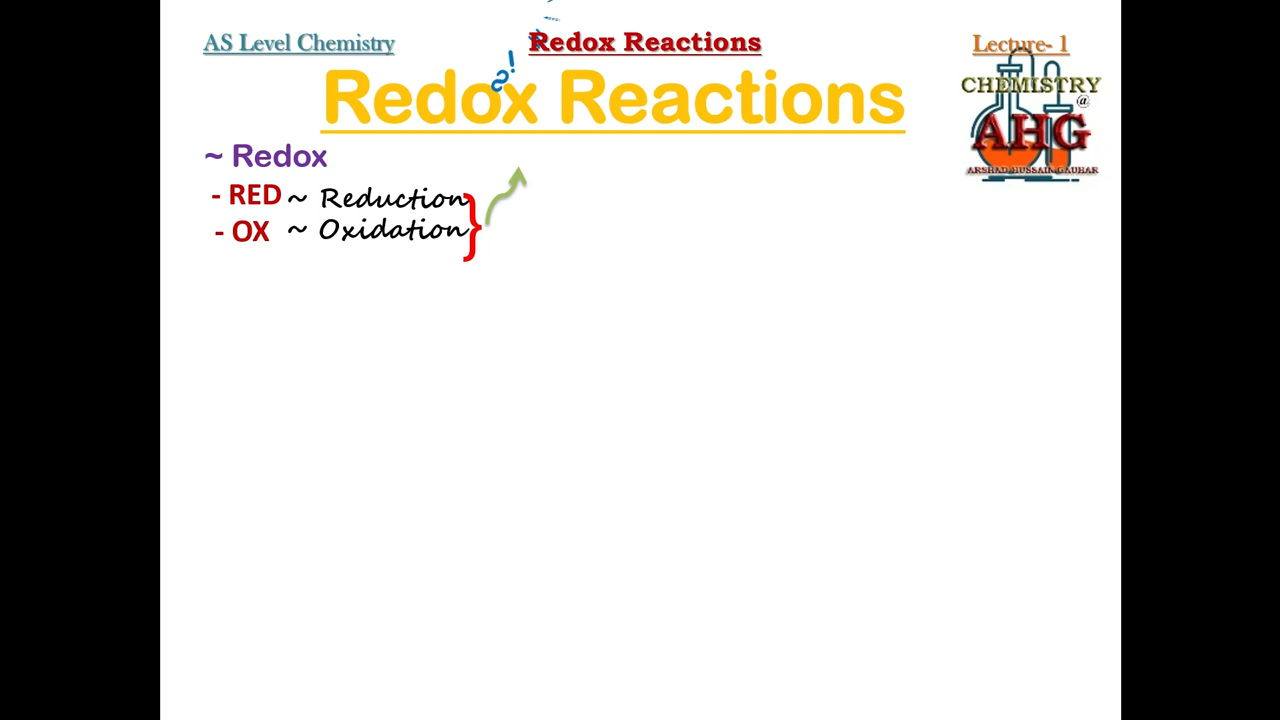 AS Level Chemistry
Redox Reactions
Lecture- 1
Redox Reactions
CHEMISTRY
@
AHG
ARSHAD HUSSAIN GAUHAR
~ Redox
- RED ~ Reduction
- OX ~ Oxidation